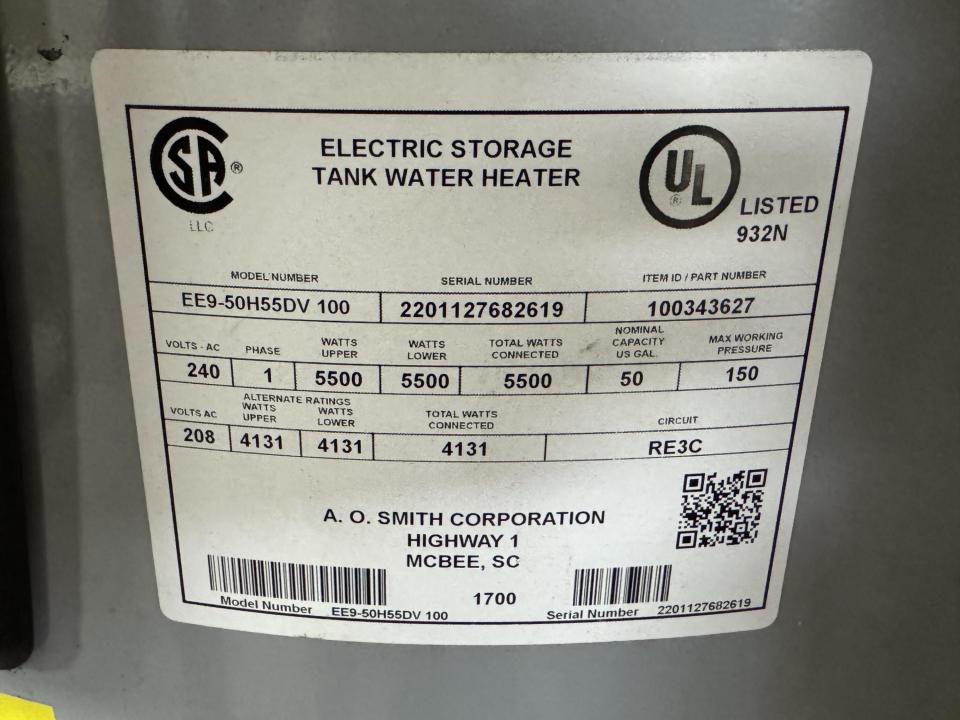 SA ®
LLC
ELECTRIC STORAGE
TANK WATER HEATER
UL ®
LISTED
932N
MODEL NUMBER SERIAL NUMBER ITEM ID / PART NUMBER
EE9-50H55DV 100 2201127682619 100343627
VOLTS - AC PHASE WATTS UPPER WATTS LOWER TOTAL WATTS CONNECTED NOMINAL CAPACITY US GAL. MAX WORKING PRESSURE
240 1 5500 5500 5500 50 150
ALTERNATE RATINGS
VOLTS AC WATTS UPPER WATTS LOWER TOTAL WATTS CONNECTED CIRCUIT
208 4131 4131 4131 RE3C
A. O. SMITH CORPORATION
HIGHWAY 1
MCBEE, SC
1700
Model Number EE9-50H55DV 100 Serial Number 2201127682619